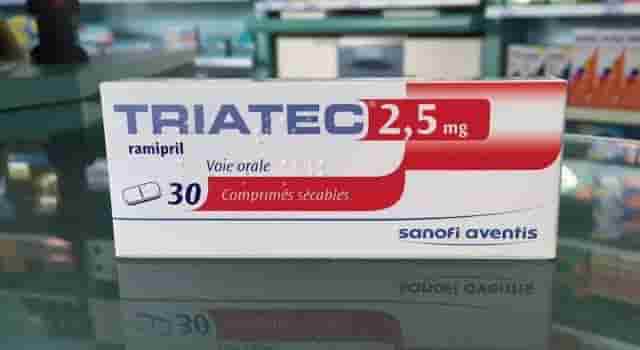 TRIATEC® 2,5 mg
ramipril
Voie orale
30 Comprimés sécables
sanofi aventis